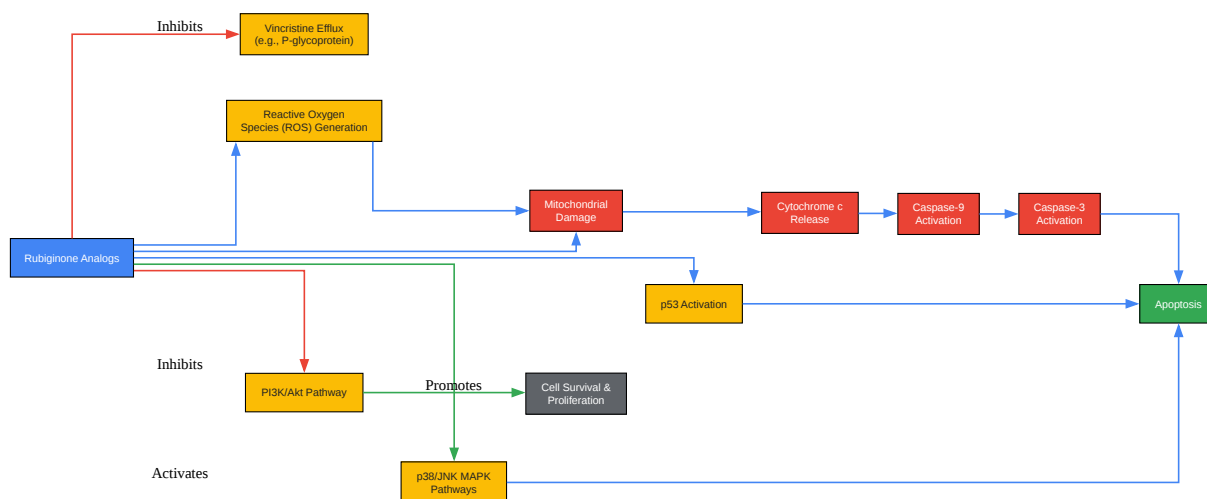 Inhibits
Vincristine Efflux
(e.g., P-glycoprotein)
Reactive Oxygen
Species (ROS) Generation
Mitochondrial
Damage
Cytochrome c
Release
Caspase-9
Activation
Caspase-3
Activation
Rubiginone Analogs
p53 Activation
Apoptosis
Inhibits
PI3K/Akt Pathway
Promotes
Cell Survival &
Proliferation
Activates
p38/JNK MAPK
Pathways